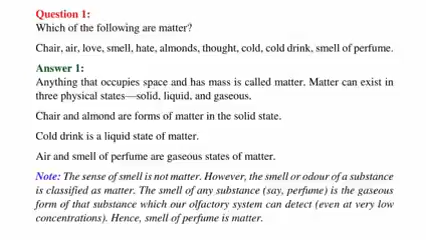 Question 1:
Which of the following are matter?
Chair, air, love, smell, hate, almonds, thought, cold, cold drink, smell of perfume.
Answer 1:
Anything that occupies space and has mass is called matter. Matter can exist in
three physical states—solid, liquid, and gaseous.
Chair and almond are forms of matter in the solid state.
Cold drink is a liquid state of matter.
Air and smell of perfume are gaseous states of matter.
Note: The sense of smell is not matter. However, the smell or odour of a substance
is classified as matter. The smell of any substance (say, perfume) is the gaseous
form of that substance which our olfactory system can detect (even at very low
concentrations). Hence, smell of perfume is matter.